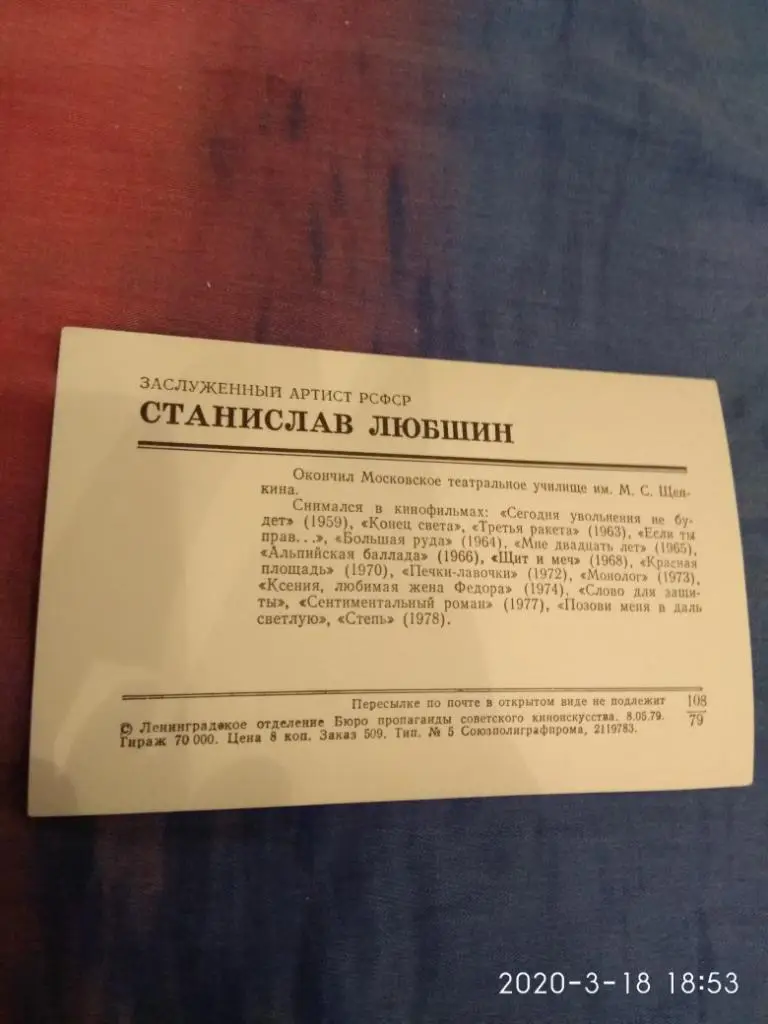 ЗАСЛУЖЕННЫЙ АРТИСТ РСФСР
СТАНИСЛАВ ЛЮБШИН
Окончил Московское театральное училище им. М. С. Щеп-
кина.
Снимался в кинофильмах: «Сегодня увольнения не бу-
дет» (1959), «Конец света», «Третья ракета» (1963), «Если ты
прав...», «Большая руда» (1964), «Мне двадцать лет» (1965),
«Альпийская баллада» (1966), «Щит и меч» (1968), «Красная
площадь» (1970), «Печки-лавочки» (1972), «Монолог» (1973),
«Ксения, любимая жена Федора» (1974), «Слово для защи-
ты», «Сентиментальный роман» (1977), «Позови меня в даль
светлую», «Степь» (1978).
Пересылке по почте в открытом виде не подлежит
108
79
© Ленинградское отделение Бюро пропаганды советского киноискусства. 8.05.79.
Тираж 70 000. Цена 8 коп. Заказ 509. Тип. № 5 Союзполиграфпрома, 2119783.
2020-3-18 18:53